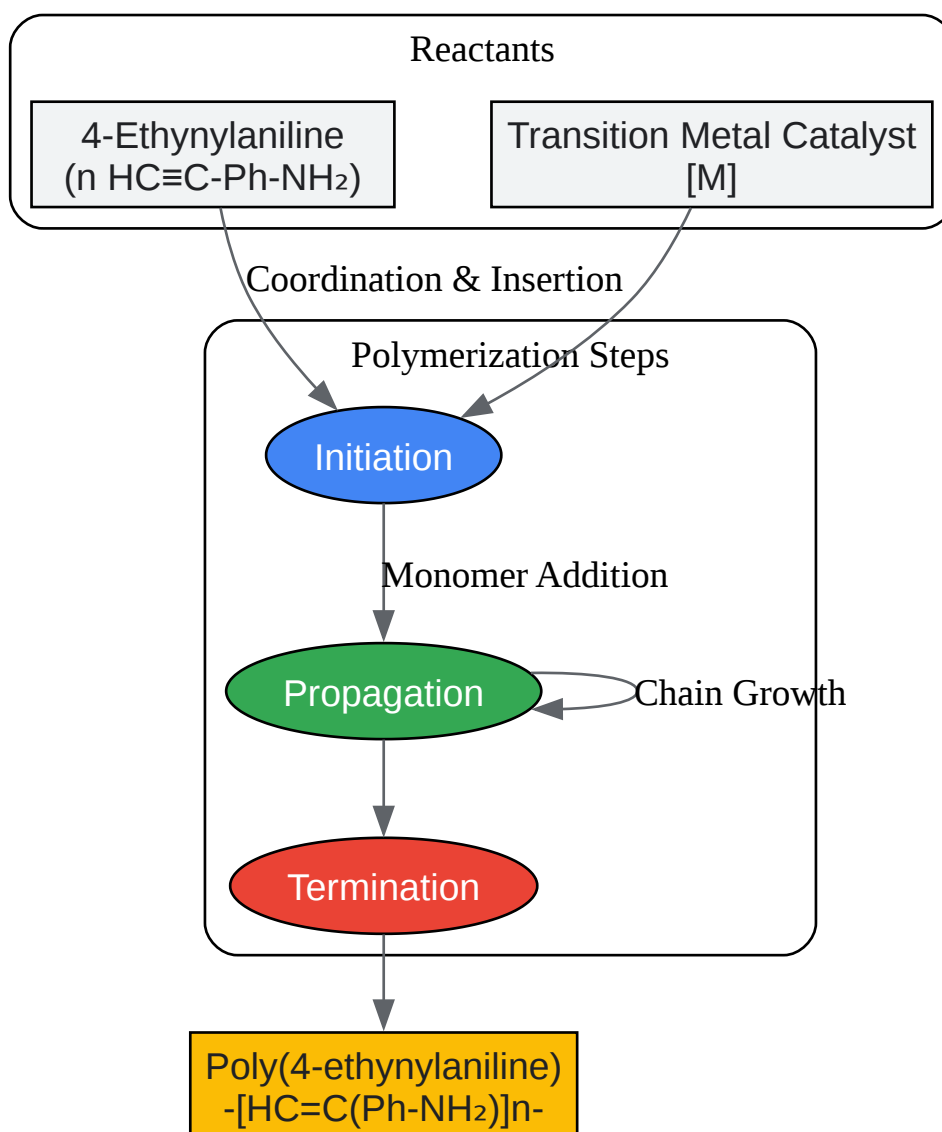 Reactants
4-Ethynylaniline
(n HC≡C-Ph-NH₂)
Transition Metal Catalyst
[M]
Coordination & Insertion
Polymerization Steps
Initiation
Monomer Addition
Propagation
Chain Growth
Termination
Poly(4-ethynylaniline)
-[HC=C(Ph-NH₂)]n-